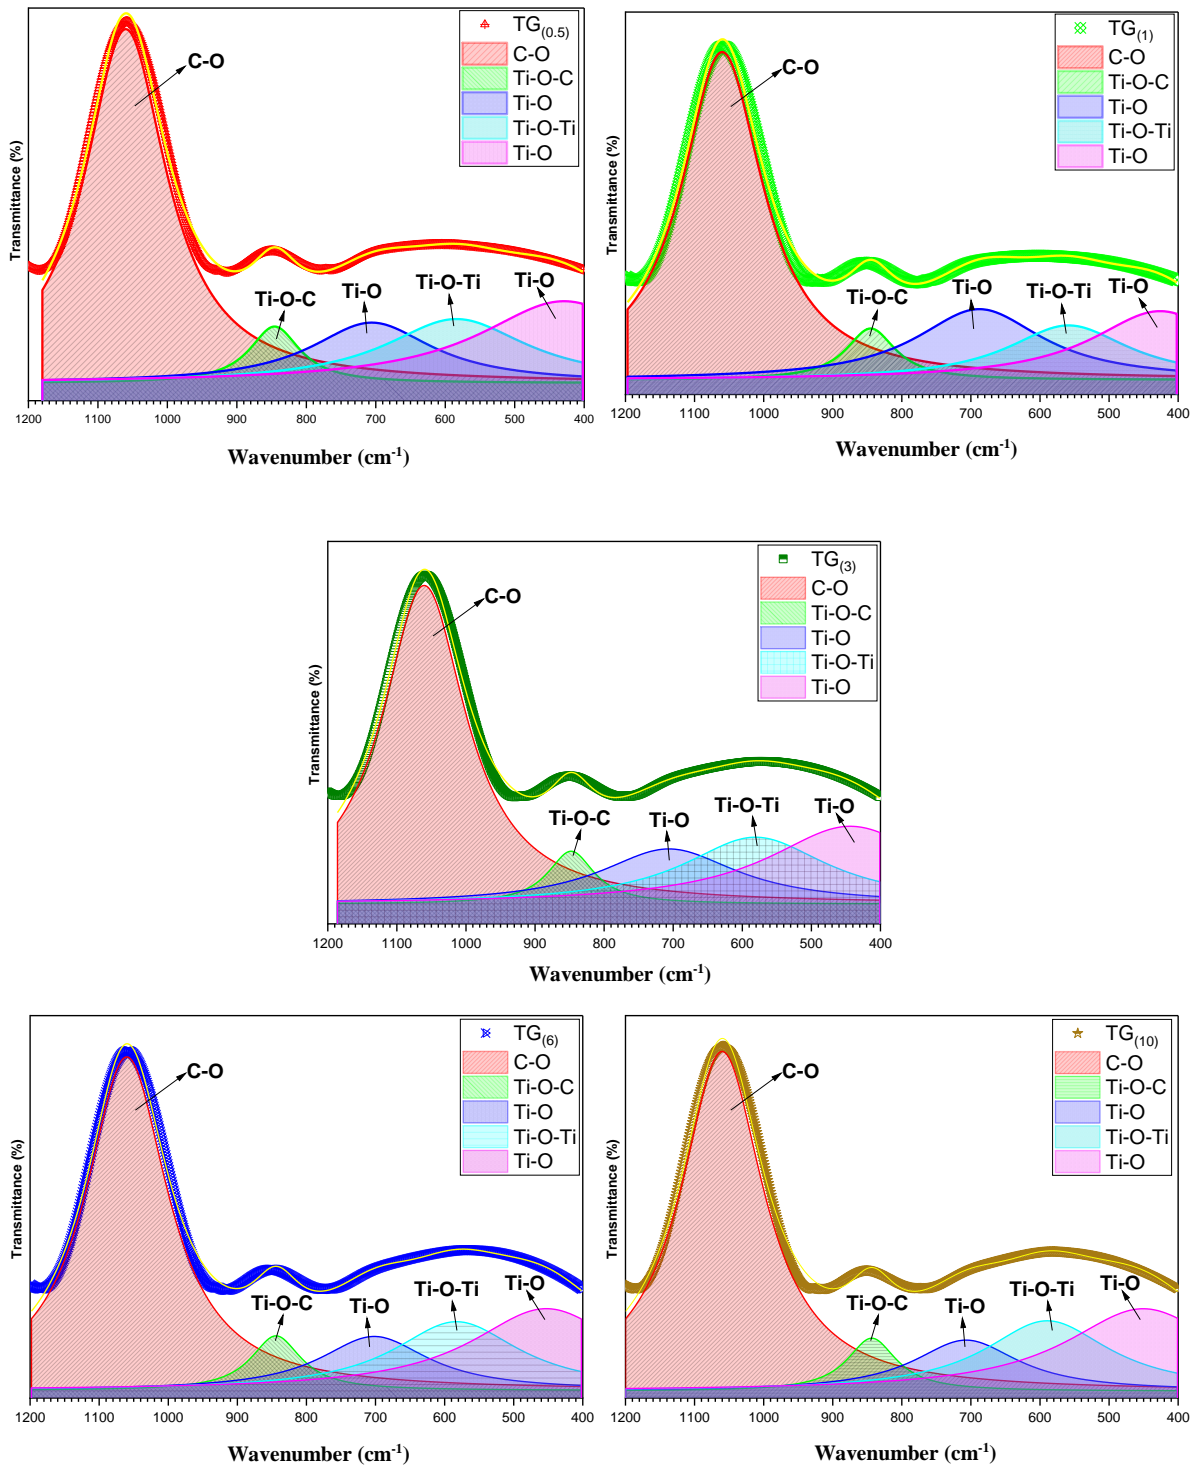 TG(0.5)
C-O
Ti-O-C
Ti-O
Ti-O-Ti
Ti-O
C-O
Ti-O-C
Ti-O
Ti-O-Ti
Ti-O
Transmittance (%)
1200 1100 1000 900 800 700 600 500 400
Wavenumber (cm-1)
TG(1)
C-O
Ti-O-C
Ti-O
Ti-O-Ti
Ti-O
C-O
Ti-O-C
Ti-O
Ti-O-Ti
Ti-O
Transmittance (%)
1200 1100 1000 900 800 700 600 500 400
Wavenumber (cm-1)
TG(3)
C-O
Ti-O-C
Ti-O
Ti-O-Ti
Ti-O
C-O
Ti-O-C
Ti-O
Ti-O-Ti
Ti-O
Transmittance (%)
1200 1100 1000 900 800 700 600 500 400
Wavenumber (cm-1)
TG(6)
C-O
Ti-O-C
Ti-O
Ti-O-Ti
Ti-O
C-O
Ti-O-C
Ti-O
Ti-O-Ti
Ti-O
Transmittance (%)
1200 1100 1000 900 800 700 600 500 400
Wavenumber (cm-1)
TG(10)
C-O
Ti-O-C
Ti-O
Ti-O-Ti
Ti-O
C-O
Ti-O-C
Ti-O
Ti-O-Ti
Ti-O
Transmittance (%)
1200 1100 1000 900 800 700 600 500 400
Wavenumber (cm-1)